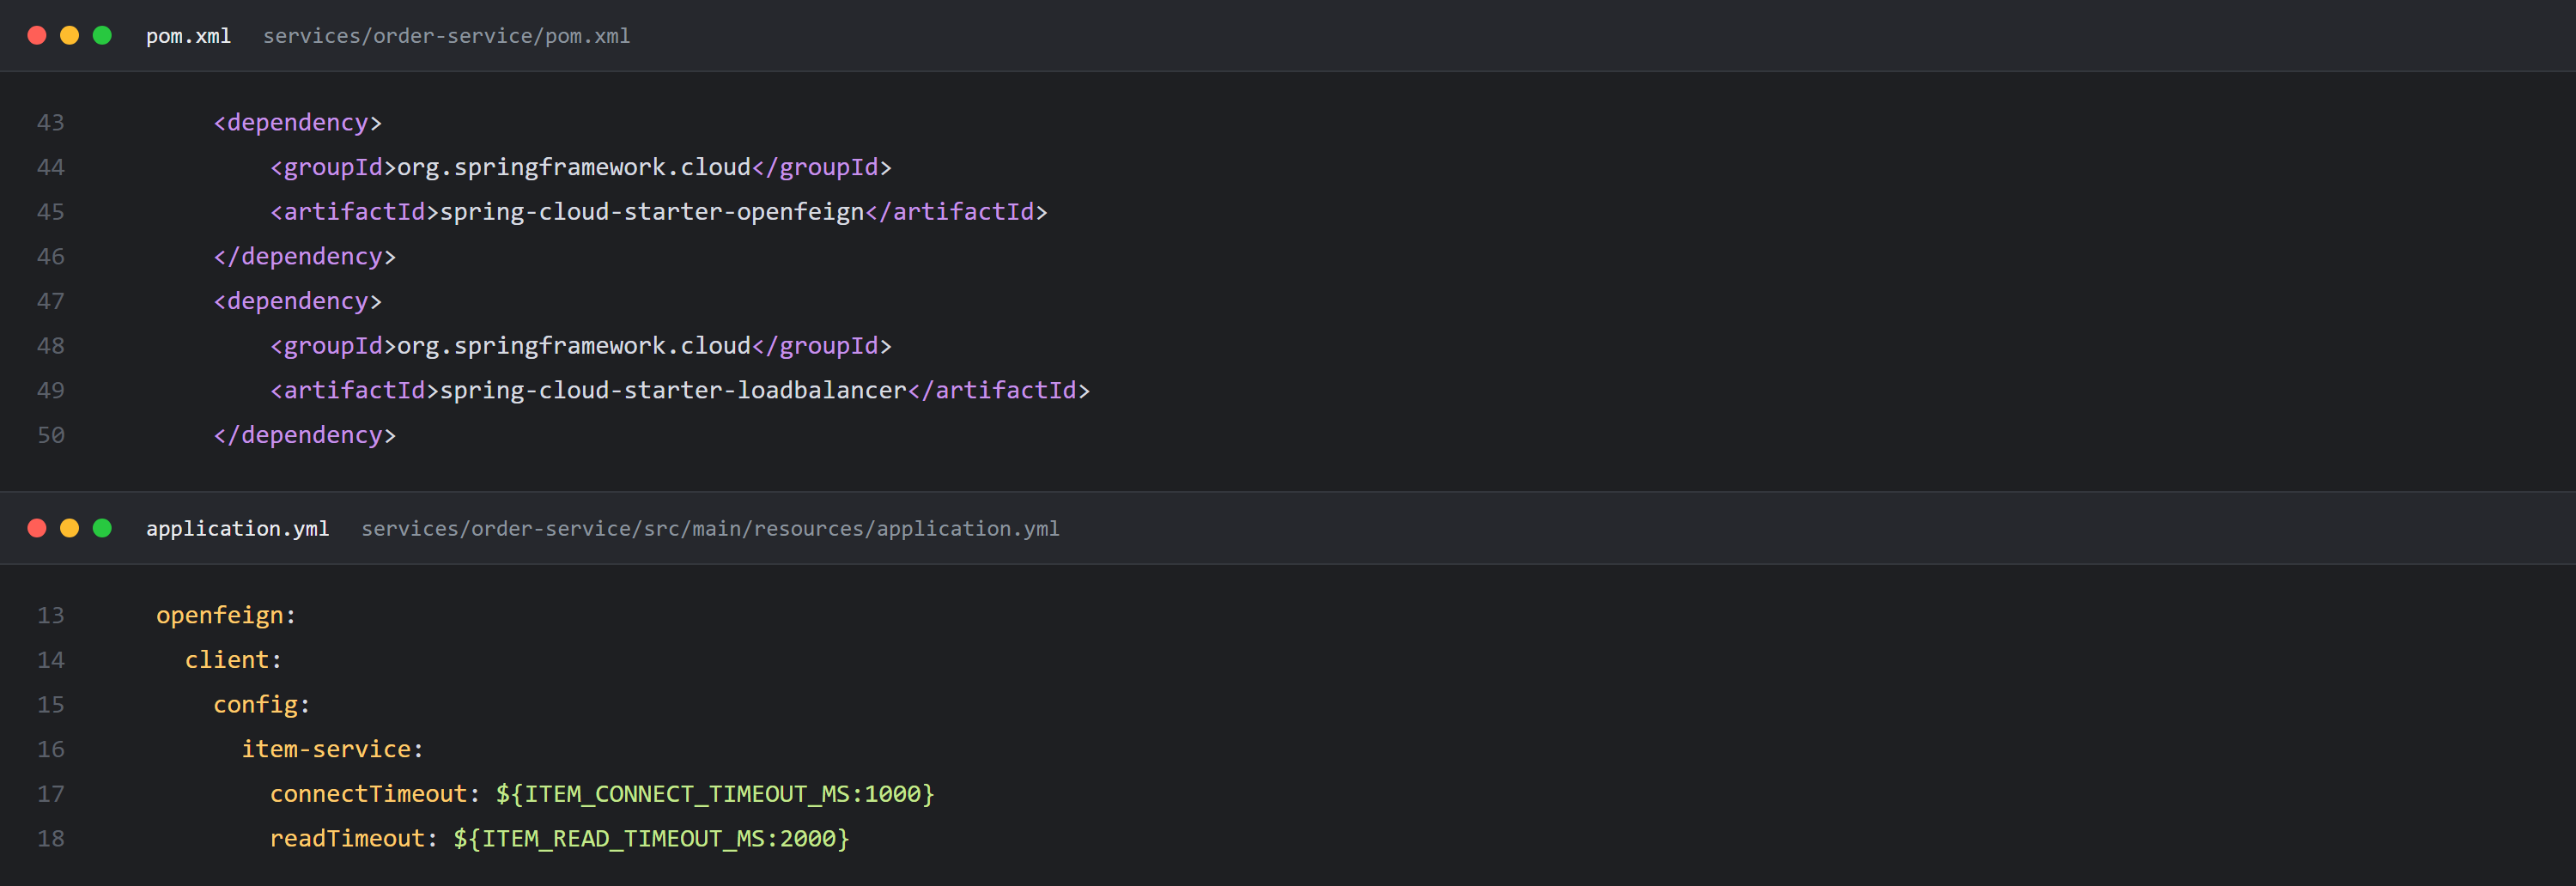 pom.xml services/order-service/pom.xml
43 <dependency>
44 <groupId>org.springframework.cloud</groupId>
45 <artifactId>spring-cloud-starter-openfeign</artifactId>
46 </dependency>
47 <dependency>
48 <groupId>org.springframework.cloud</groupId>
49 <artifactId>spring-cloud-starter-loadbalancer</artifactId>
50 </dependency>
application.yml services/order-service/src/main/resources/application.yml
13 openfeign:
14 client:
15 config:
16 item-service:
17 connectTimeout: ${ITEM_CONNECT_TIMEOUT_MS:1000}
18 readTimeout: ${ITEM_READ_TIMEOUT_MS:2000}